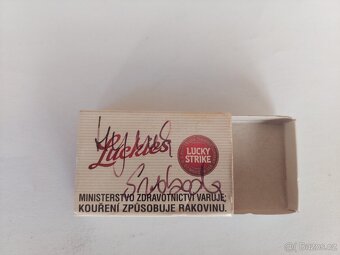 Luckies
LUCKY
STRIKE
Svoboda
MINISTERSTVO ZDRAVOTNICTVÍ VARUJE:
KOUŘENÍ ZPŮSOBUJE RAKOVINU.